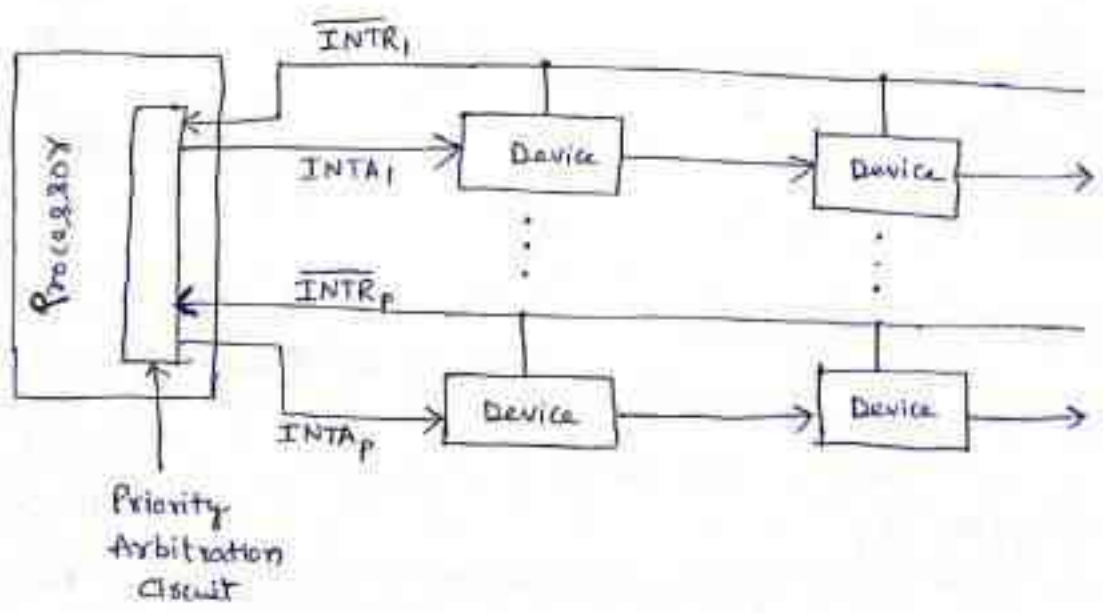 INTR1
Processor
INTA1
Device
Device
INTRp
INTAp
Device
Device
Priority
Arbitration
Circuit